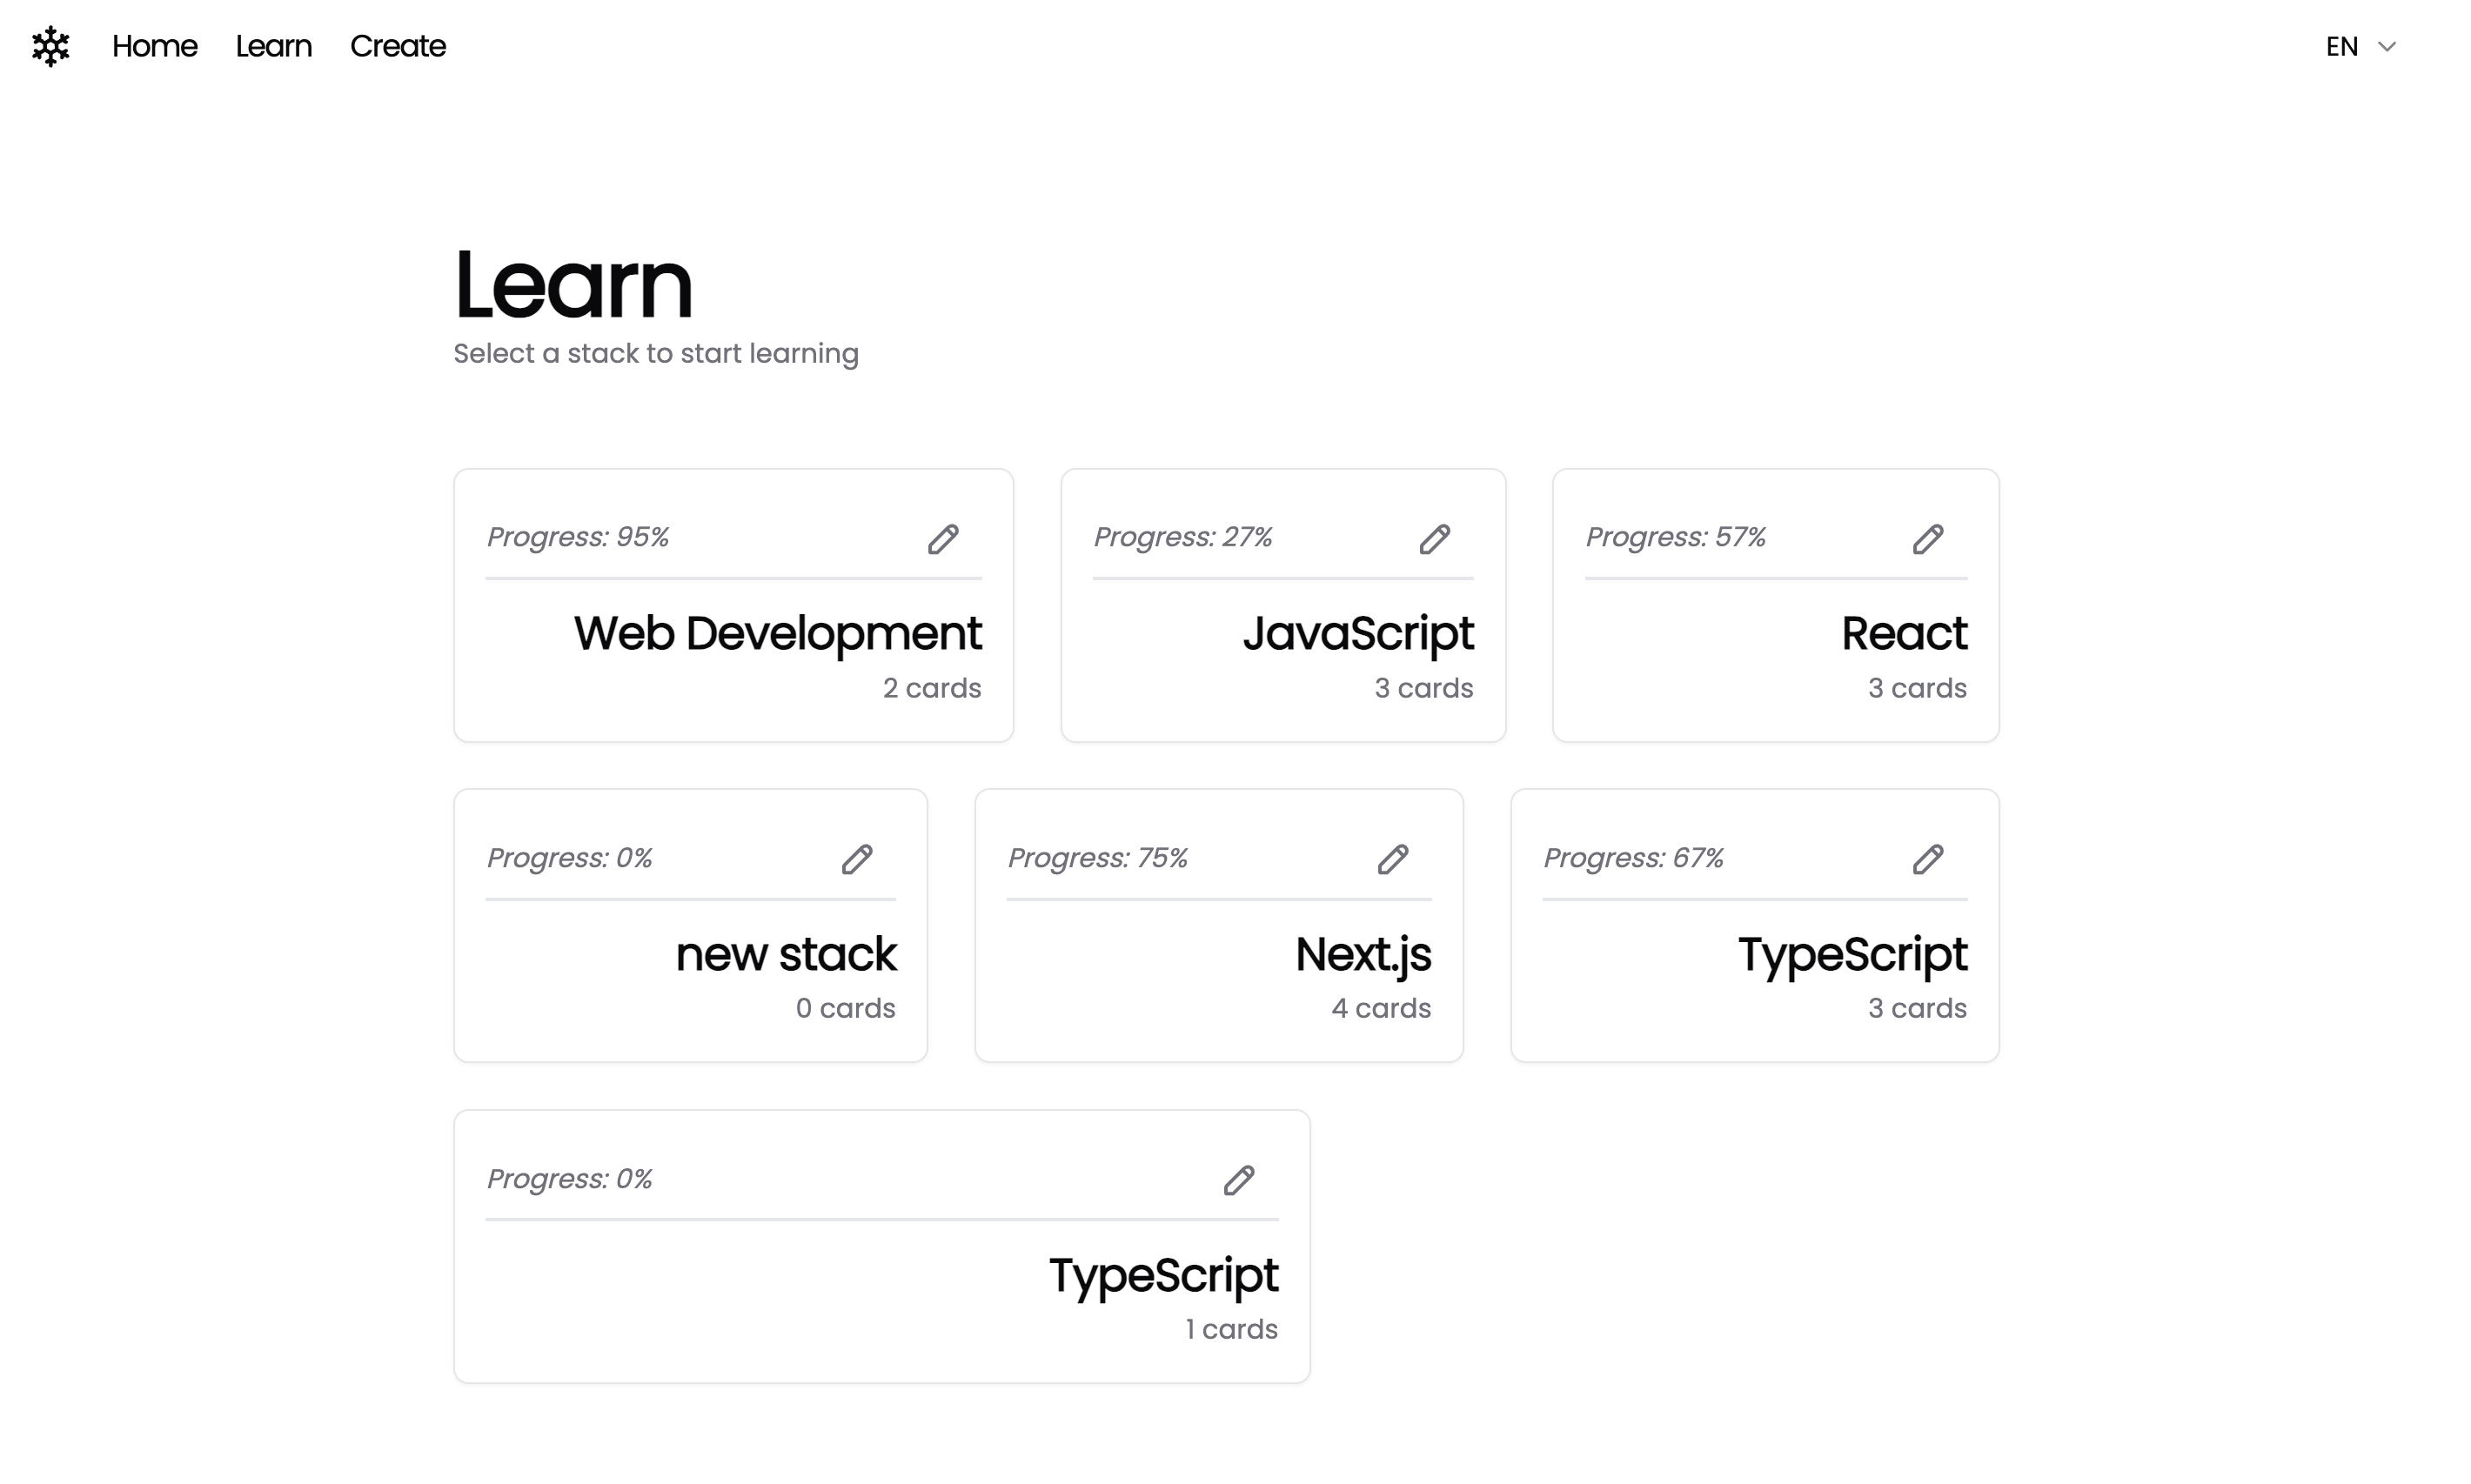 Home Learn Create EN
Learn
Select a stack to start learning
Progress: 95%
Web Development
2 cards
Progress: 27%
JavaScript
3 cards
Progress: 57%
React
3 cards
Progress: 0%
new stack
0 cards
Progress: 75%
Next.js
4 cards
Progress: 67%
TypeScript
3 cards
Progress: 0%
TypeScript
1 cards